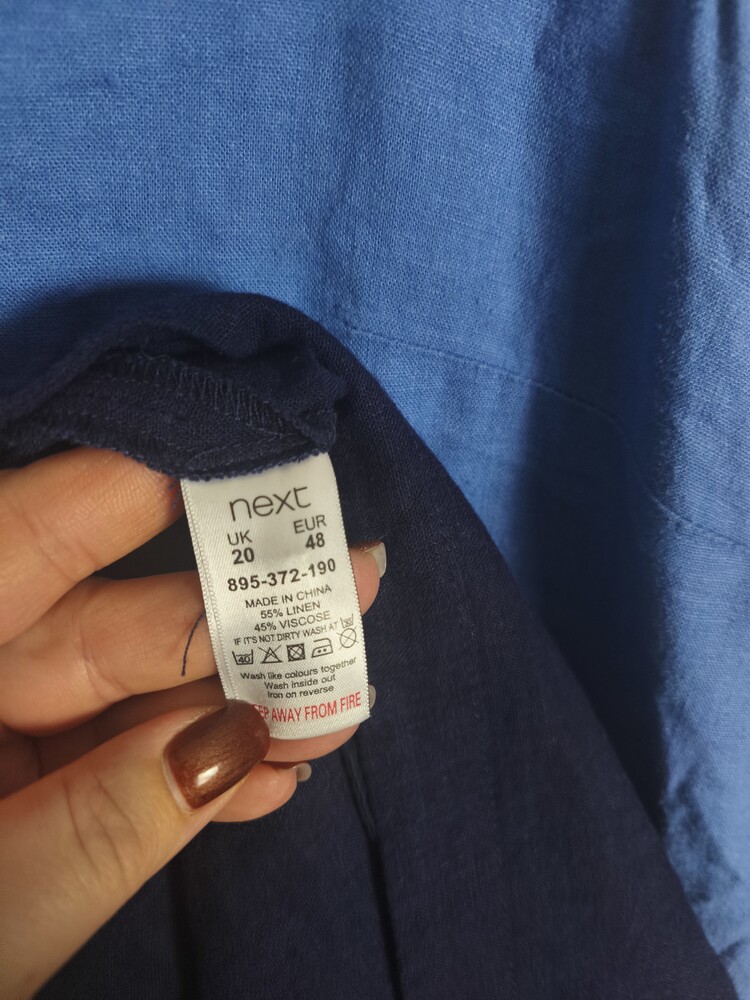 next
UK EUR
20 48
895-372-190
MADE IN CHINA
55% LINEN
45% VISCOSE
IF IT'S NOT DIRTY WASH AT
40
Wash like colours together
Wash inside out
Iron on reverse
AWAY FROM FIRE